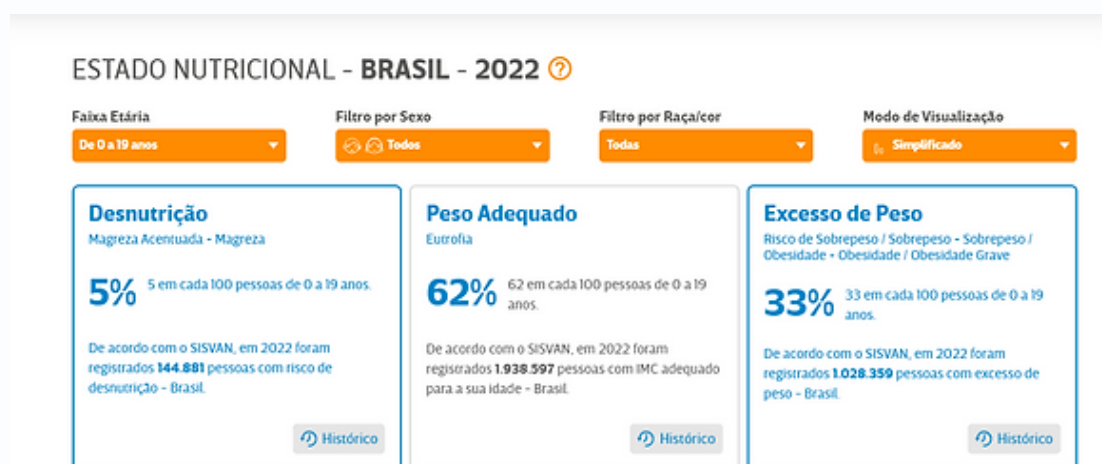 ESTADO NUTRICIONAL - BRASIL - 2022 ?
Faixa Etária
De 0 a 19 anos
Filtro por Sexo
Todos
Filtro por Raça/cor
Todas
Modo de Visualização
Simplificado
Desnutrição
Magreza Acentuada - Magreza
5% 5 em cada 100 pessoas de 0 a 19 anos.
De acordo com o SISVAN, em 2022 foram
registrados 144.881 pessoas com risco de
desnutrição - Brasil.
Histórico
Peso Adequado
Eutrofia
62% 62 em cada 100 pessoas de 0 a 19
anos.
De acordo com o SISVAN, em 2022 foram
registrados 1.938.597 pessoas com IMC adequado
para a sua idade - Brasil.
Histórico
Excesso de Peso
Risco de Sobrepeso / Sobrepeso - Sobrepeso /
Obesidade - Obesidade / Obesidade Grave
33% 33 em cada 100 pessoas de 0 a 19
anos.
De acordo com o SISVAN, em 2022 foram
registrados 1.028.359 pessoas com excesso de
peso - Brasil.
Histórico